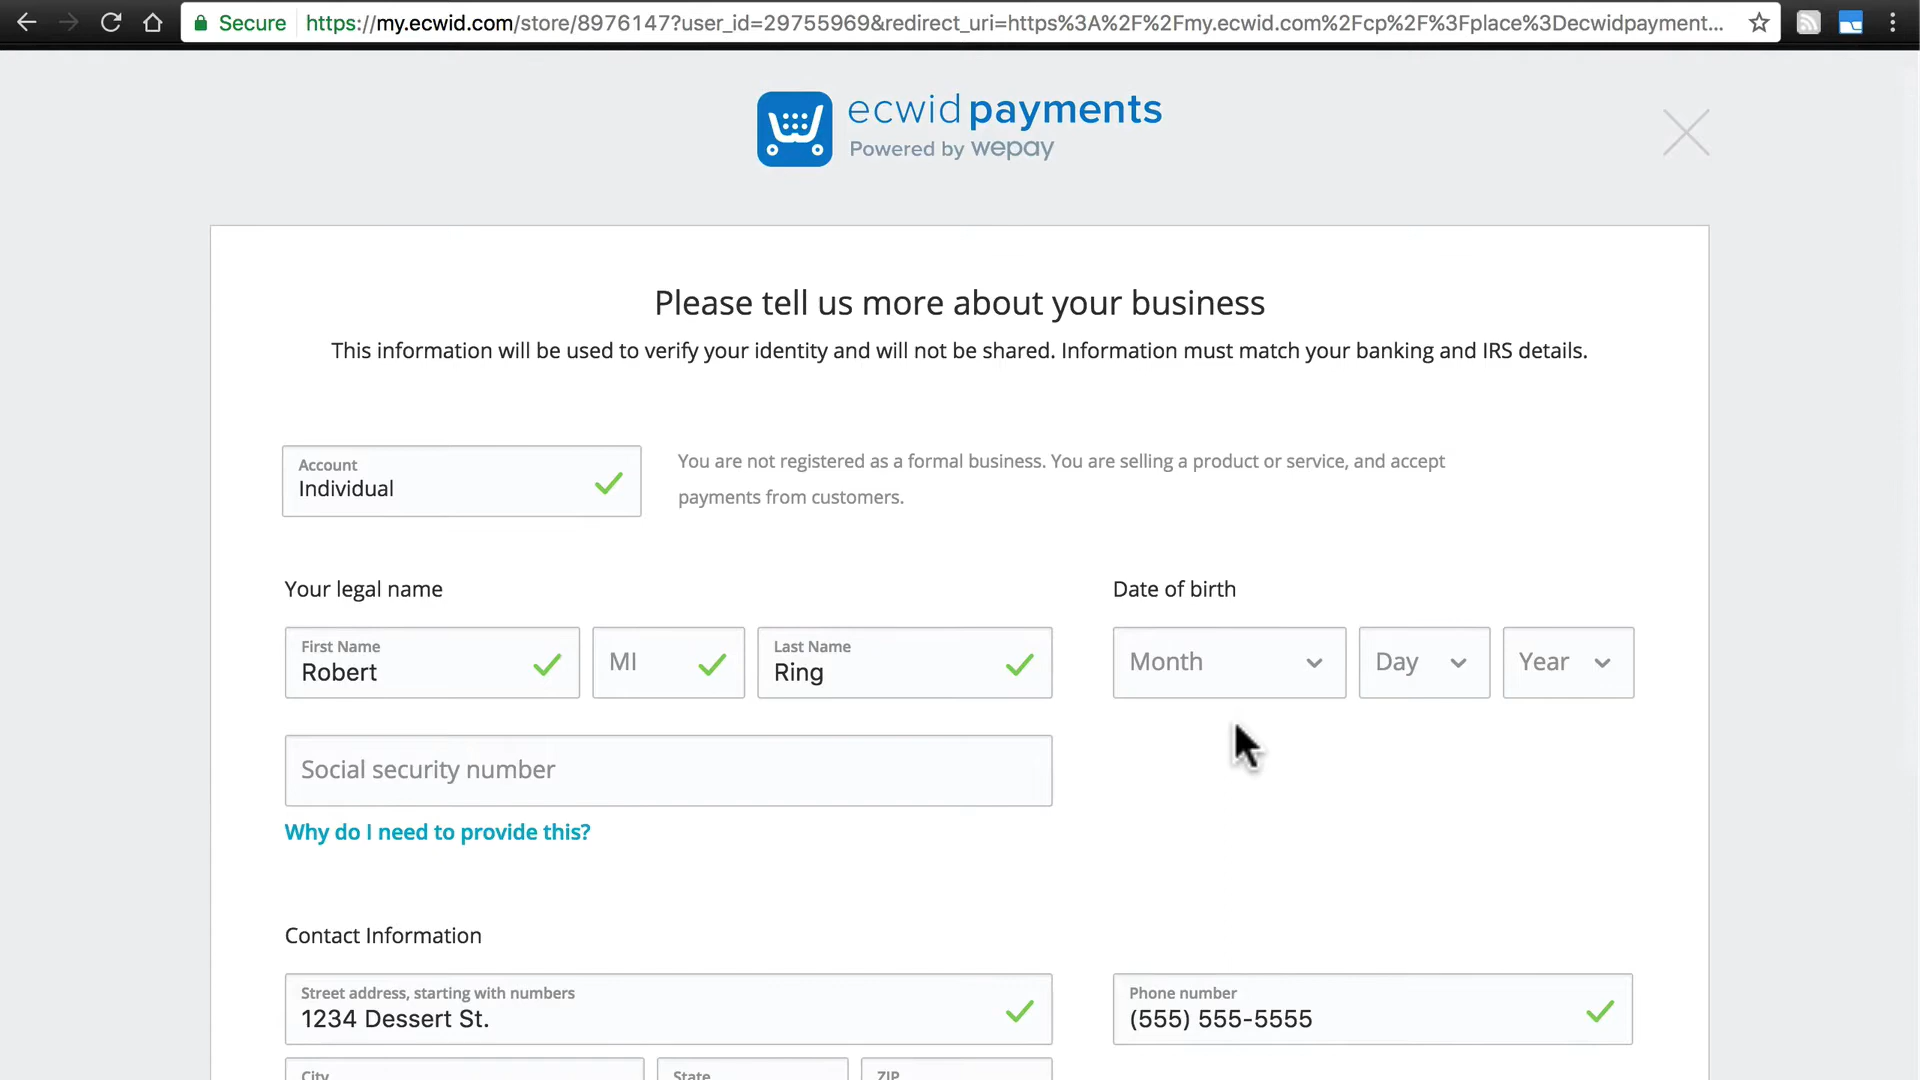 Secure https://my.ecwid.com/store/8976147?user_id=29755969&redirect_uri=https%3A%2F%2Fmy.ecwid.com%2Fcp%2F%3Fplace%3Decwidpayment...
ecwid payments
Powered by wepay
Please tell us more about your business
This information will be used to verify your identity and will not be shared. Information must match your banking and IRS details.
Account
Individual
You are not registered as a formal business. You are selling a product or service, and accept
payments from customers.
Your legal name
Date of birth
First Name
Robert
MI
Last Name
Ring
Month
Day
Year
Social security number
Why do I need to provide this?
Contact Information
Street address, starting with numbers
1234 Dessert St.
Phone number
(555) 555-5555
City
State
ZIP